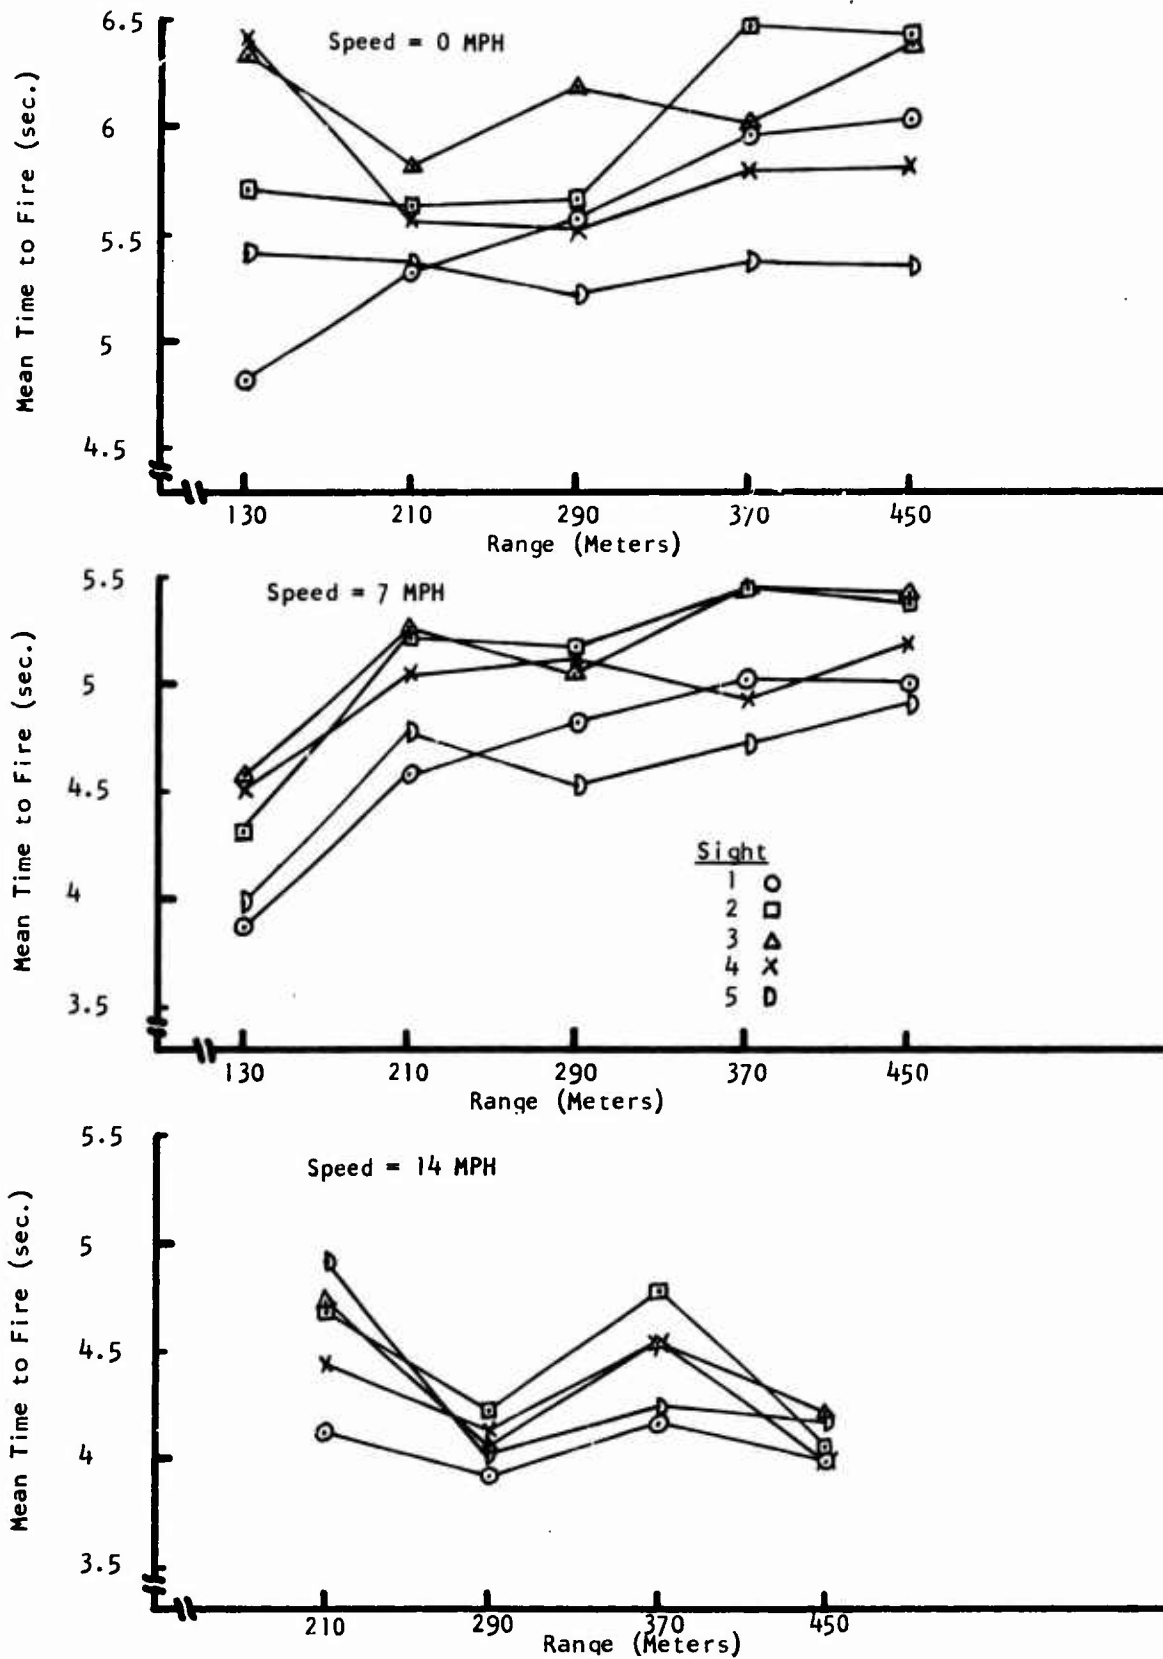 6.5
Speed = 0 MPH
6
5.5
5
4.5
Mean Time to Fire (sec.)
130 210 290 370 450
Range (Meters)
5.5
Speed = 7 MPH
5
4.5
4
3.5
Mean Time to Fire (sec.)
Sight
1
2
3
4
5
130 210 290 370 450
Range (Meters)
5.5
Speed = 14 MPH
5
4.5
4
3.5
Mean Time to Fire (sec.)
210 290 370 450
Range (Meters)